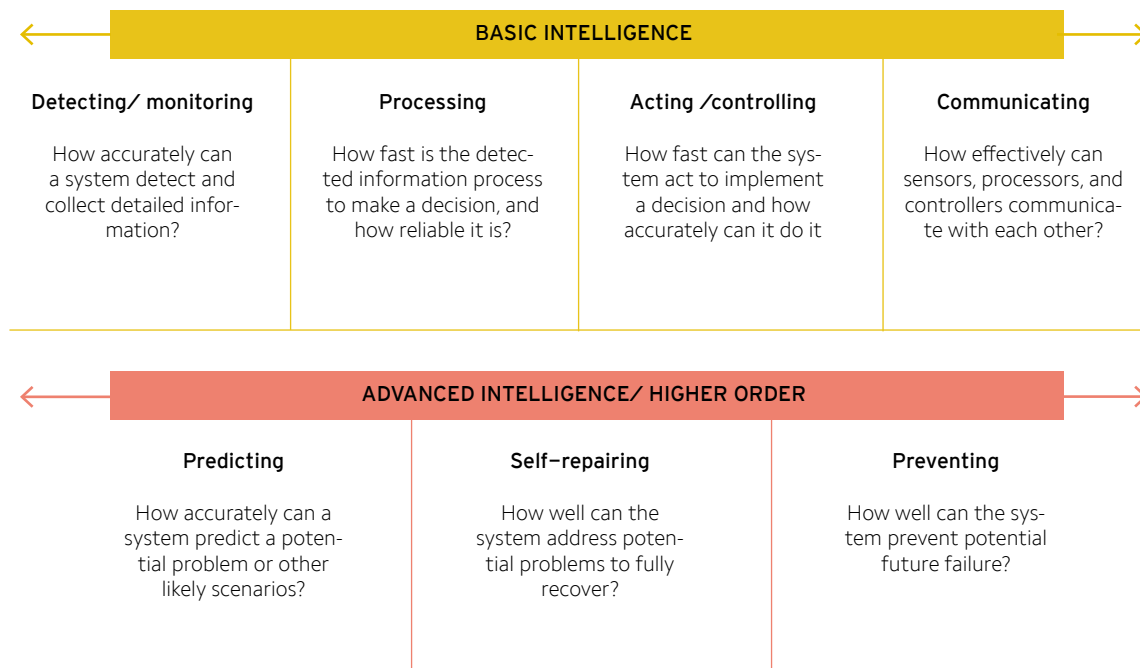 BASIC INTELLIGENCE
Detecting/ monitoring
How accurately can
a system detect and
collect detailed infor-
mation?
Processing
How fast is the detec-
ted information process
to make a decision, and
how reliable it is?
Acting /controlling
How fast can the sys-
tem act to implement
a decision and how
accurately can it do it
Communicating
How effectively can
sensors, processors, and
controllers communica-
te with each other?
ADVANCED INTELLIGENCE/ HIGHER ORDER
Predicting
How accurately can a
system predict a poten-
tial problem or other
likely scenarios?
Self-repairing
How well can the
system address poten-
tial problems to fully
recover?
Preventing
How well can the sys-
tem prevent potential
future failure?